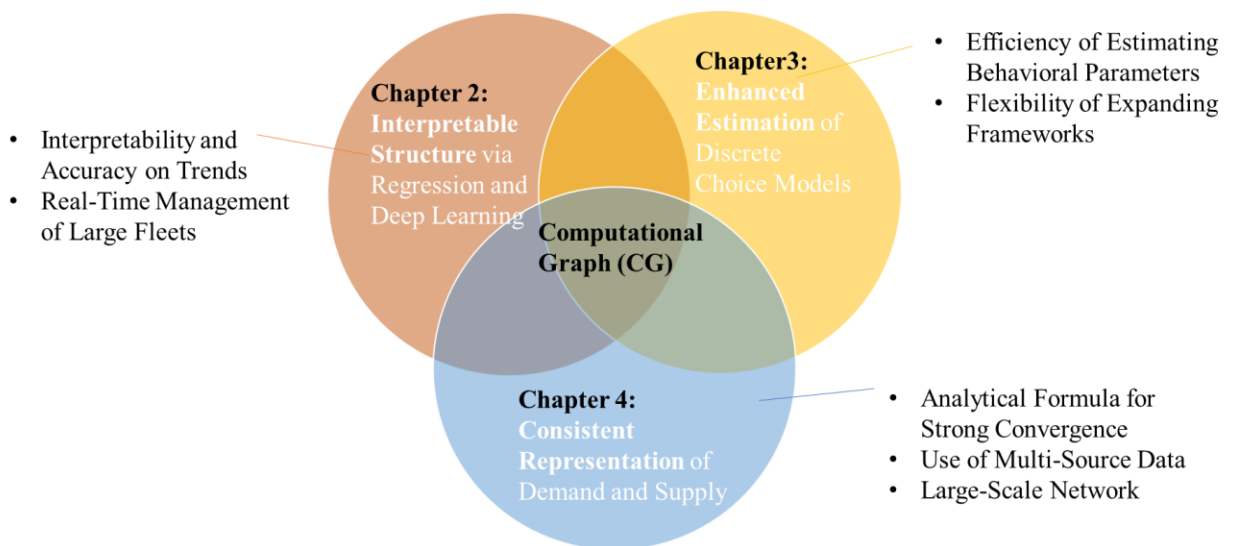 • Interpretability and
Accuracy on Trends
• Real-Time Management
of Large Fleets
Chapter 2:
Interpretable
Structure via
Regression and
Deep Learning
Chapter3:
Enhanced
Estimation of
Discrete
Choice Models
• Efficiency of Estimating
Behavioral Parameters
• Flexibility of Expanding
Frameworks
Computational
Graph (CG)
Chapter 4:
Consistent
Representation of
Demand and Supply
• Analytical Formula for
Strong Convergence
• Use of Multi-Source Data
• Large-Scale Network